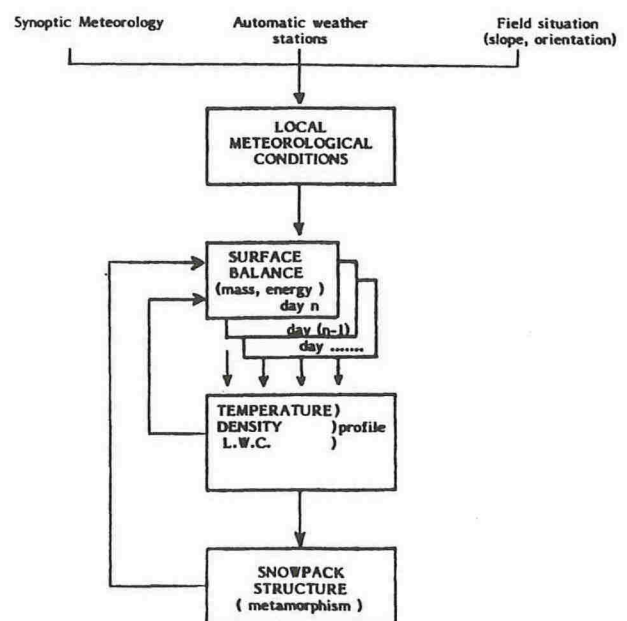 Synoptic Meteorology
Automatic weather
stations
Field situation
(slope, orientation)
LOCAL
METEOROLOGICAL
CONDITIONS
SURFACE
BALANCE
(mass, energy )
day n
day (n-1)
day .......
TEMPERATURE)
DENSITY )profile
L.W.C. )
SNOWPACK
STRUCTURE
( metamorphism )